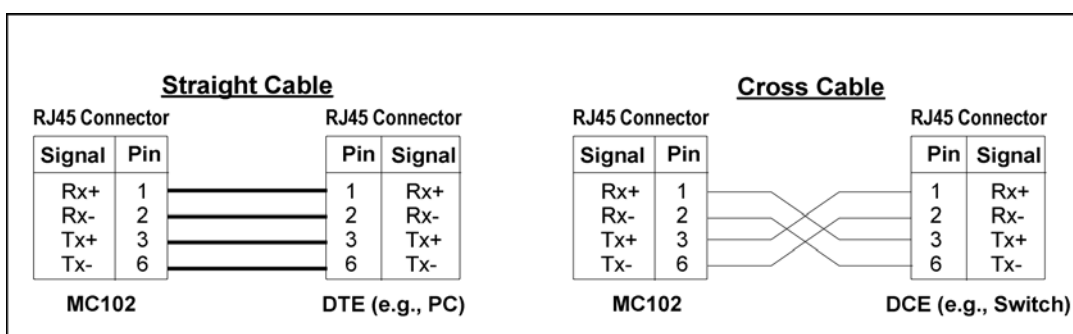 Straight Cable
RJ45 Connector RJ45 Connector
Signal Pin Pin Signal
Rx+ 1 1 Rx+
Rx- 2 2 Rx-
Tx+ 3 3 Tx+
Tx- 6 6 Tx-
MC102 DTE (e.g., PC)
Cross Cable
RJ45 Connector RJ45 Connector
Signal Pin Pin Signal
Rx+ 1 1 Rx+
Rx- 2 2 Rx-
Tx+ 3 3 Tx+
Tx- 6 6 Tx-
MC102 DCE (e.g., Switch)